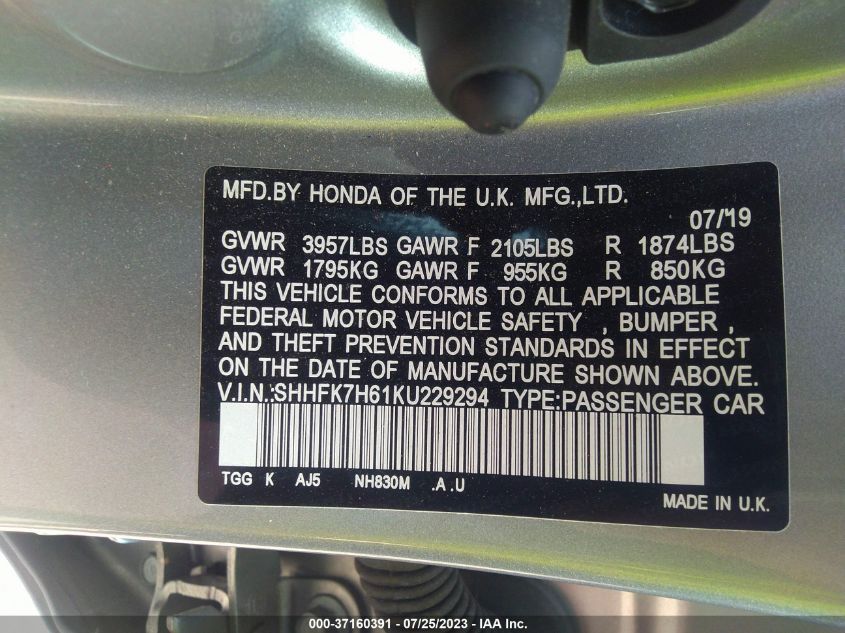 MFD.BY HONDA OF THE U.K. MFG.,LTD.
07/19
GVWR 3957LBS GAWR F 2105LBS R 1874LBS
GVWR 1795KG GAWR F 955KG R 850KG
THIS VEHICLE CONFORMS TO ALL APPLICABLE
FEDERAL MOTOR VEHICLE SAFETY , BUMPER ,
AND THEFT PREVENTION STANDARDS IN EFFECT
ON THE DATE OF MANUFACTURE SHOWN ABOVE.
V.I.N.:SHHFK7H61KU229294 TYPE:PASSENGER CAR
TGG K AJ5 NH830M .A .U
MADE IN U.K.
000-37160391 / 07/25/2023 / IAA Inc.